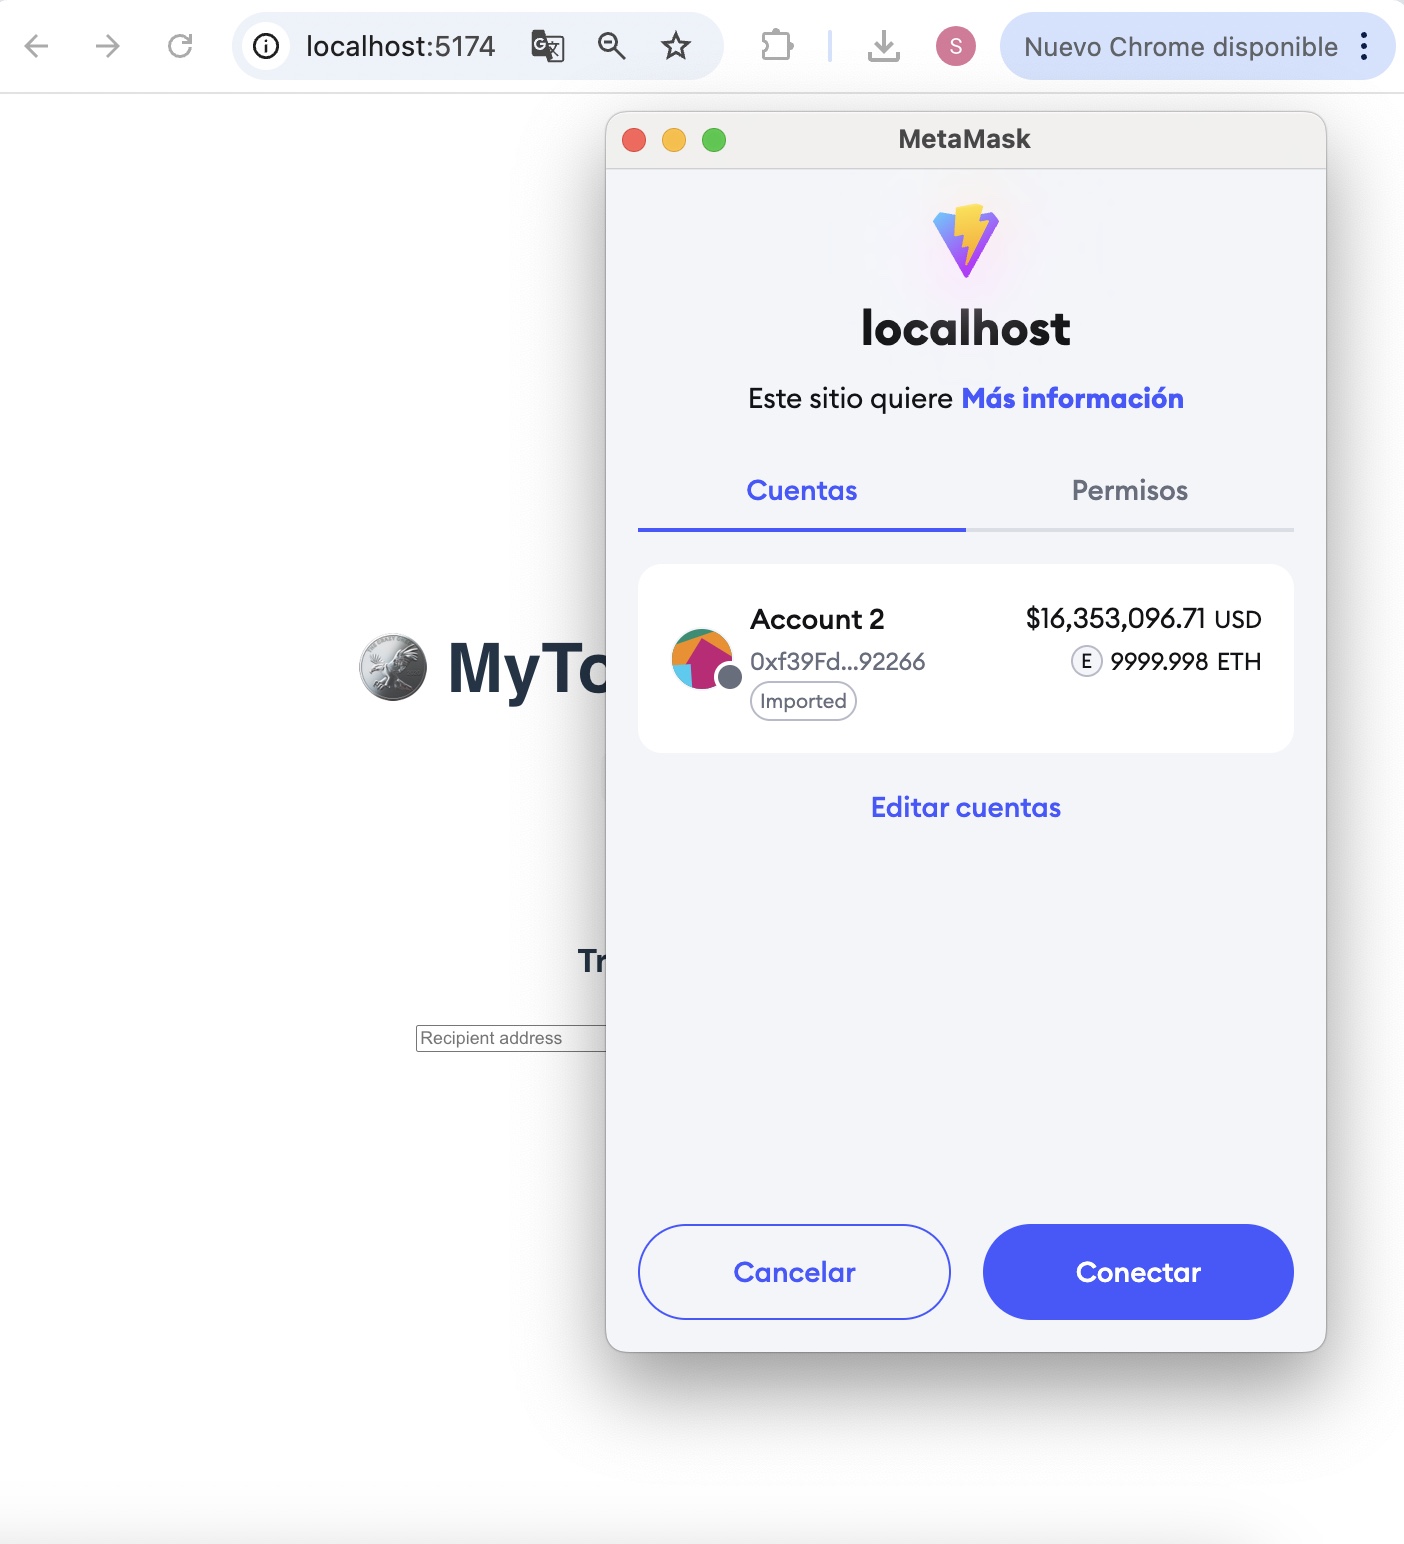 localhost:5174
S
Nuevo Chrome disponible
MetaMask
localhost
Este sitio quiere Más información
Cuentas
Permisos
Account 2
$16,353,096.71 USD
0xf39Fd...92266
E 9999.998 ETH
Imported
Editar cuentas
MyTo
Tr
Recipient address
Cancelar
Conectar